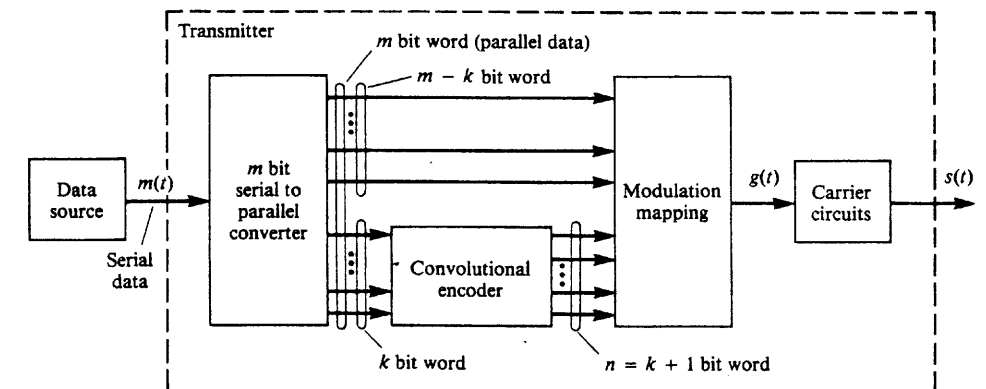 Transmitter
m bit word (parallel data)
m − k bit word
Data
source
m(t)
Serial
data
m bit
serial to
parallel
converter
Convolutional
encoder
k bit word
n = k + 1 bit word
Modulation
mapping
g(t)
Carrier
circuits
s(t)